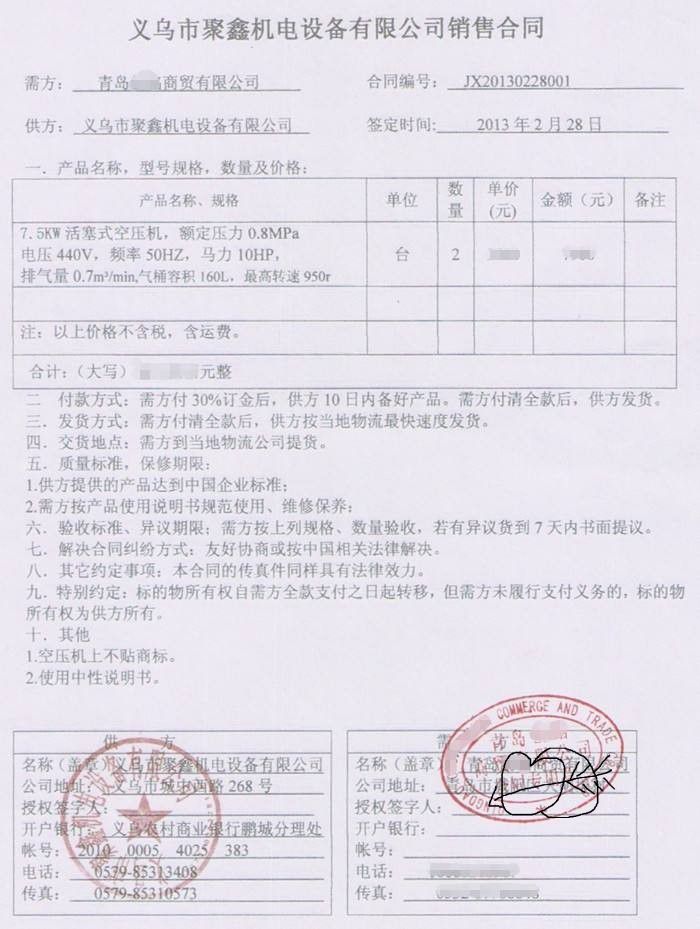 义乌市聚鑫机电设备有限公司销售合同
需方： 青岛 商贸有限公司 合同编号： JX20130228001
供方： 义乌市聚鑫机电设备有限公司 签定时间: 2013 年 2 月 28 日
一．产品名称，型号规格，数量及价格：
产品名称、规格 单位 数量 单价(元) 金额（元） 备注
7.5KW 活塞式空压机，额定压力 0.8MPa
电压 440V，频率 50HZ，马力 10HP， 台 2
排气量 0.7m³/min,气桶容积 160L，最高转速 950r
注：以上价格不含税，含运费。
合计：（大写） 元整
二 付款方式：需方付 30%订金后，供方 10 日内备好产品。需方付清全款后，供方发货。
三．发货方式：需方付清全款后，供方按当地物流最快速度发货。
四．交货地点：需方到当地物流公司提货。
五．质量标准，保修期限：
1.供方提供的产品达到中国企业标准；
2.需方按产品使用说明书规范使用、维修保养；
六．验收标准、异议期限；需方按上列规格、数量验收，若有异议货到 7 天内书面提议。
七．解决合同纠纷方式：友好协商或按中国相关法律解决。
八．其它约定事项：本合同的传真件同样具有法律效力。
九．特别约定：标的物所有权自需方全款支付之日起转移，但需方未履行支付义务的，标的物
所有权为供方所有。
十．其他
1.空压机上不贴商标。
2.使用中性说明书。
供 方
名称（盖章）义乌市聚鑫机电设备有限公司
公司地址： 义乌市城中西路 268 号
授权签字人：
开户银行： 义乌农村商业银行鹏城分理处
帐号： 2010 0005 4025 383
电话： 0579-85313408
传真： 0579-85310573
需
名称（盖章） 青岛 商贸有限公司
公司地址： 青岛市
授权签字人：
开户银行：
帐号：
电话：
传真：
COMMERCE AND TRADE